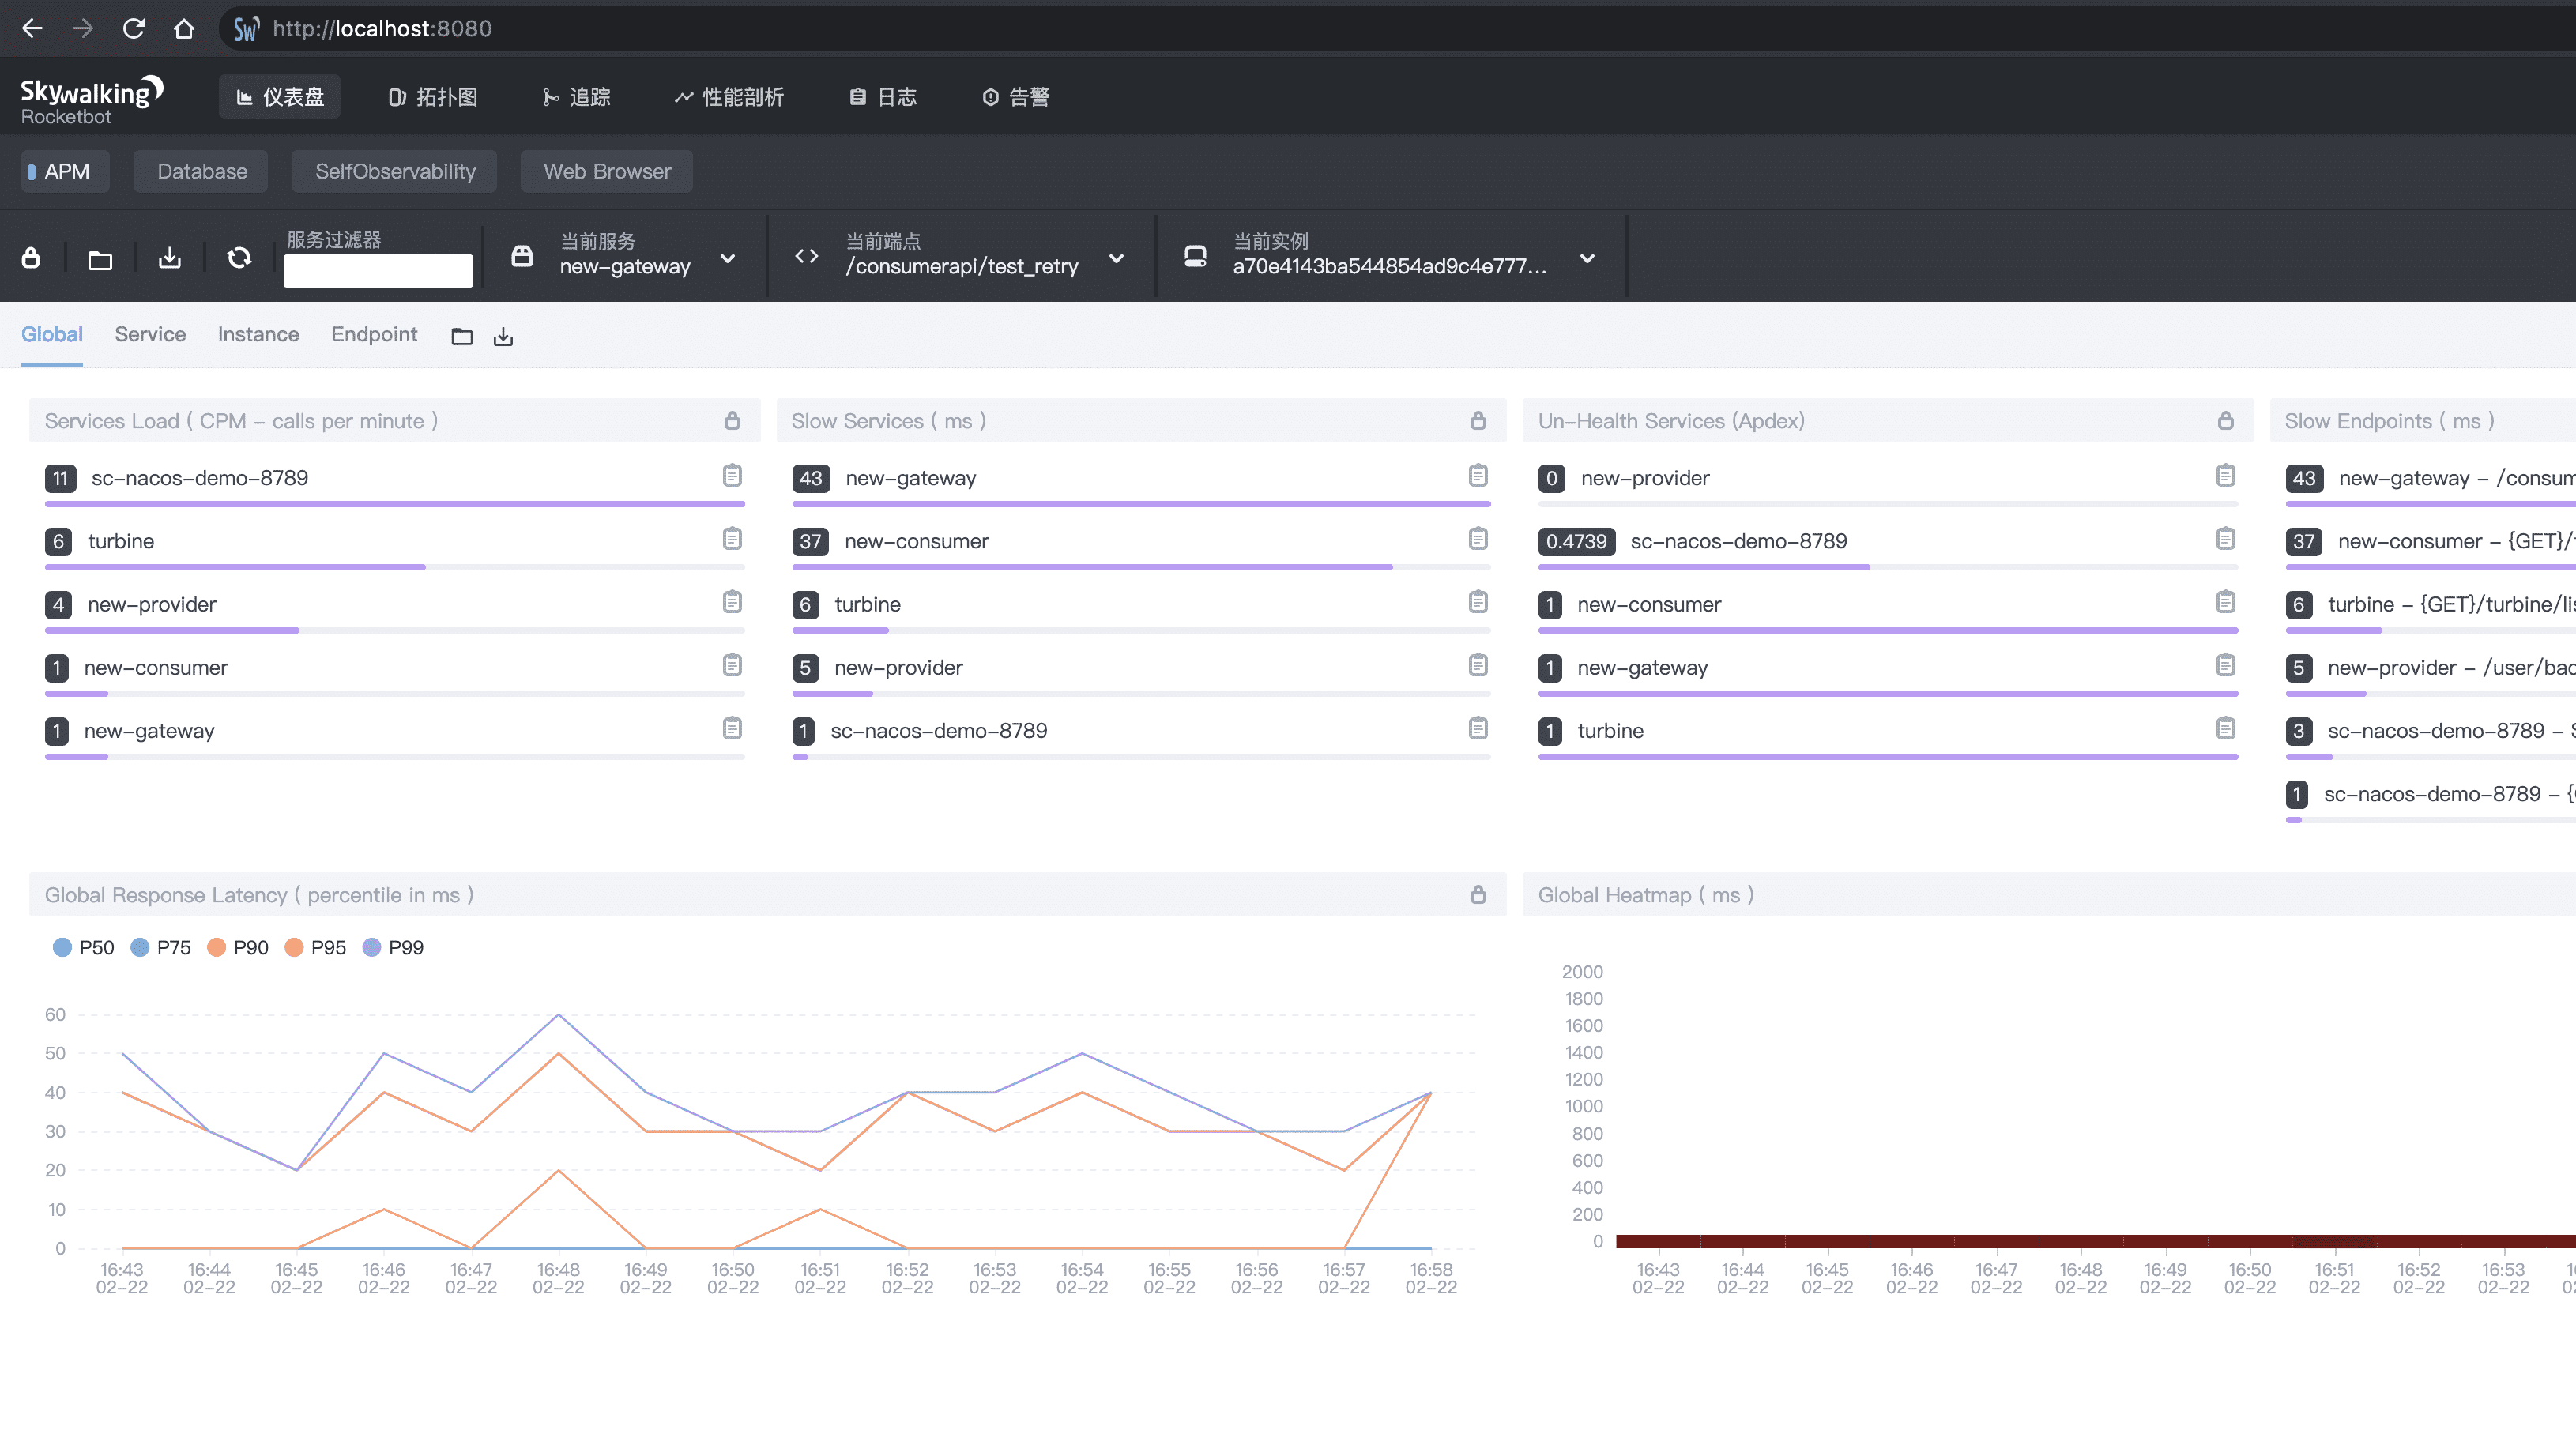 http://localhost:8080
Skywalking
Rocketbot
仪表盘
拓扑图
追踪
性能剖析
日志
告警
APM
Database
SelfObservability
Web Browser
服务过滤器
当前服务
new-gateway
当前端点
/consumerapi/test_retry
当前实例
a70e4143ba544854ad9c4e777...
Global
Service
Instance
Endpoint
Services Load ( CPM - calls per minute )
11 sc-nacos-demo-8789
6 turbine
4 new-provider
1 new-consumer
1 new-gateway
Slow Services ( ms )
43 new-gateway
37 new-consumer
6 turbine
5 new-provider
1 sc-nacos-demo-8789
Un-Health Services (Apdex)
0 new-provider
0.4739 sc-nacos-demo-8789
1 new-consumer
1 new-gateway
1 turbine
Slow Endpoints ( ms )
43 new-gateway - /consum
37 new-consumer - {GET}/
6 turbine - {GET}/turbine/lis
5 new-provider - /user/bac
3 sc-nacos-demo-8789 -
1 sc-nacos-demo-8789 - {
Global Response Latency ( percentile in ms )
P50 P75 P90 P95 P99
60
50
40
30
20
10
0
16:43 16:44 16:45 16:46 16:47 16:48 16:49 16:50 16:51 16:52 16:53 16:54 16:55 16:56 16:57 16:58
02-22 02-22 02-22 02-22 02-22 02-22 02-22 02-22 02-22 02-22 02-22 02-22 02-22 02-22 02-22 02-22
Global Heatmap ( ms )
2000
1800
1600
1400
1200
1000
800
600
400
200
0
16:43 16:44 16:45 16:46 16:47 16:48 16:49 16:50 16:51 16:52 16:53
02-22 02-22 02-22 02-22 02-22 02-22 02-22 02-22 02-22 02-22 02-22